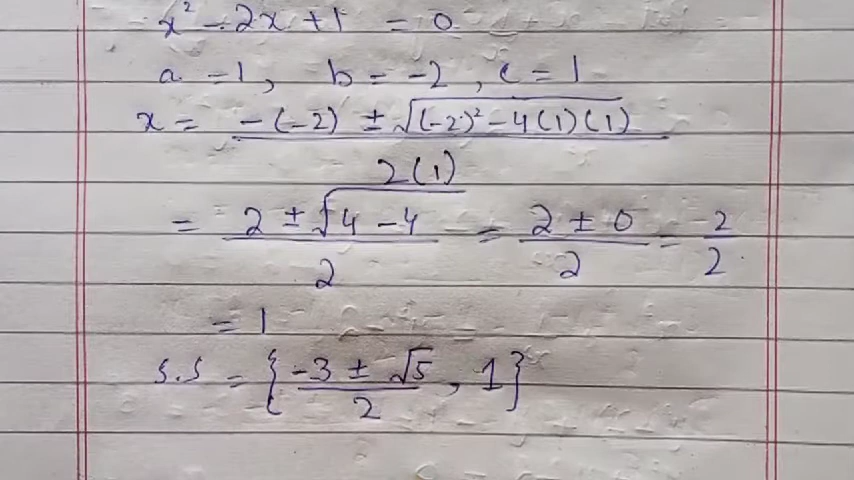 x² - 2x + 1 = 0
a = 1, b = -2, c = 1
x = -(-2) ± √(-2)² - 4(1)(1) / 2(1)
= 2 ± √4 - 4 / 2 = 2 ± 0 / 2 = 2 / 2
= 1
S.S = { -3 ± √5 / 2 , 1 }